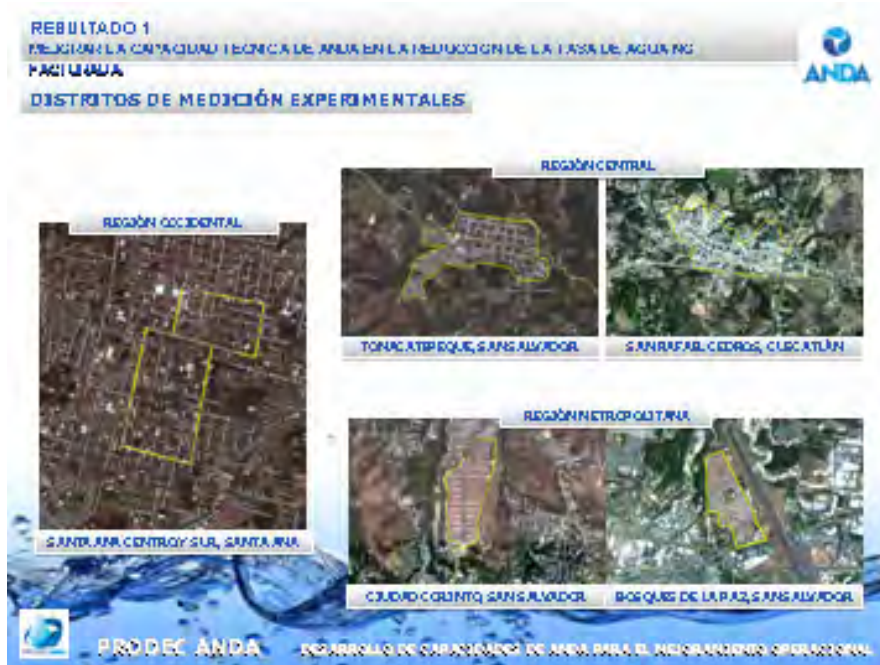 RESULTADO 1
MEJORAR LA CAPACIDAD TECNICA DE ANDA EN LA REDUCCION DE LA TASA DE AGUA NO
FACTURADA
ANDA
DISTRITOS DE MEDICIÓN EXPERIMENTALES
REGIÓN CENTRAL
REGIÓN OCCIDENTAL
TONACATEPEQUE, SAN SALVADOR
SAN RAFAEL CEDROS, CUSCATLÁN
REGIÓN METROPOLITANA
SANTA ANA CENTRO Y SUR, SANTA ANA
CIUDAD CORINTO, SAN SALVADOR
BOSQUES DE LA PAZ, SAN SALVADOR
PRODEC ANDA
DESARROLLO DE CAPACIDADES DE ANDA PARA EL MEJORAMIENTO OPERACIONAL